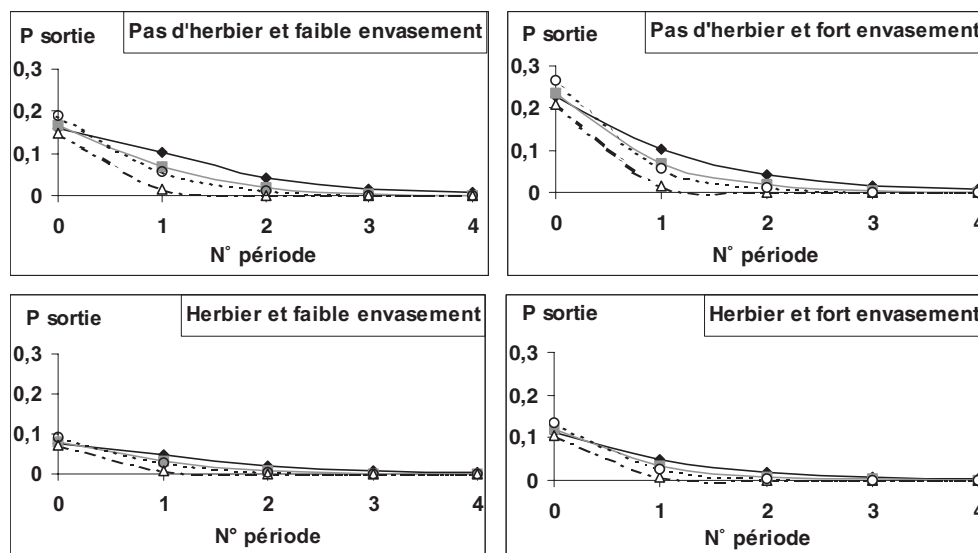 P sortie
Pas d'herbier et faible envasement
0,3
0,2
0,1
0
0 1 2 3 4
N° période
P sortie
Pas d'herbier et fort envasement
0,3
0,2
0,1
0
0 1 2 3 4
N° période
P sortie
Herbier et faible envasement
0,3
0,2
0,1
0
0 1 2 3 4
N° période
P sortie
Herbier et fort envasement
0,3
0,2
0,1
0
0 1 2 3 4
N° période